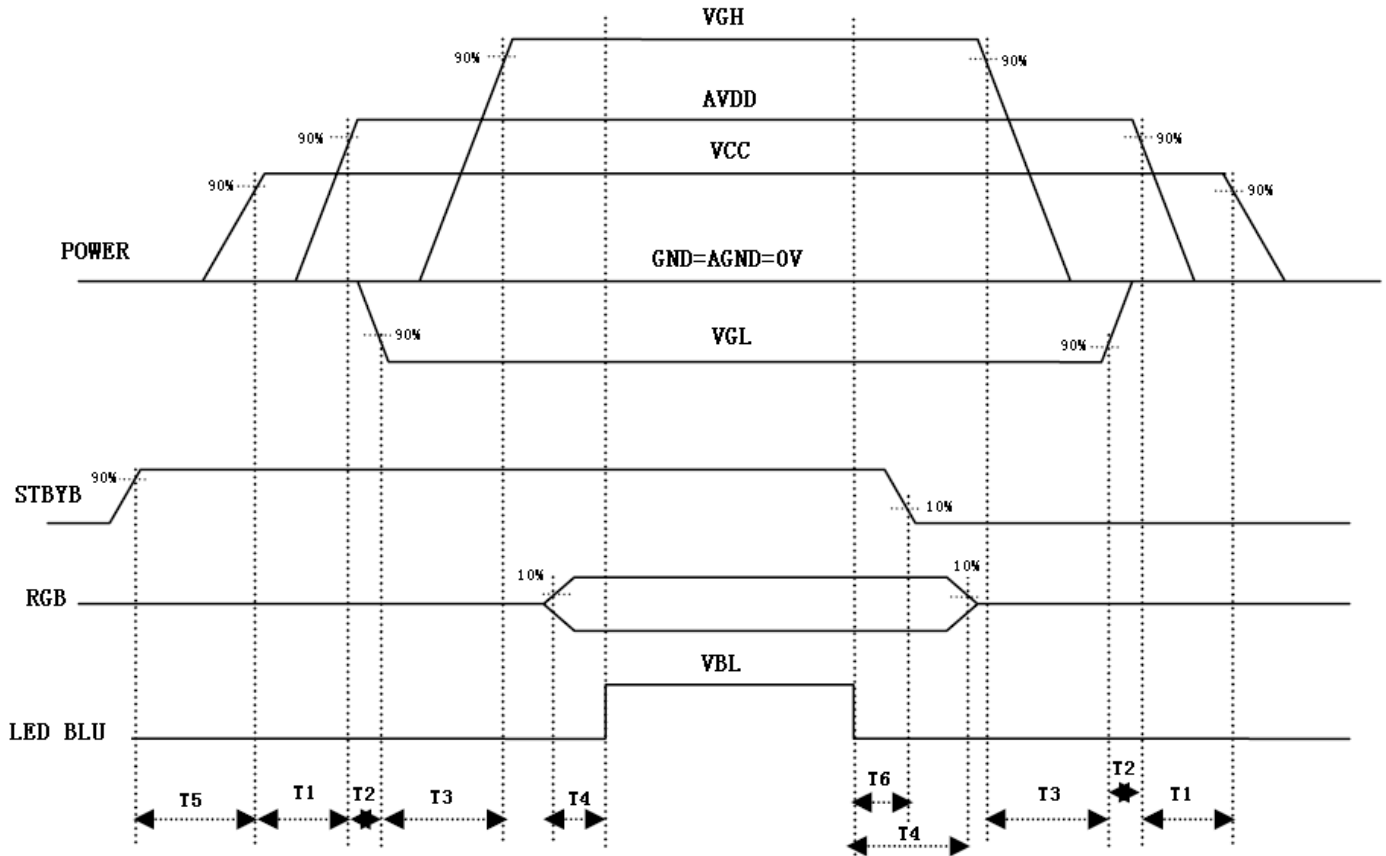 VGH
90%
90%
AVDD
90%
90%
VCC
90%
90%
POWER
GND=AGND=0V
90%
VGL
90%
90%
STBYB
10%
10%
10%
RGB
VBL
LED BLU
T5
T1
T2
T3
T4
T6
T4
T3
T2
T1